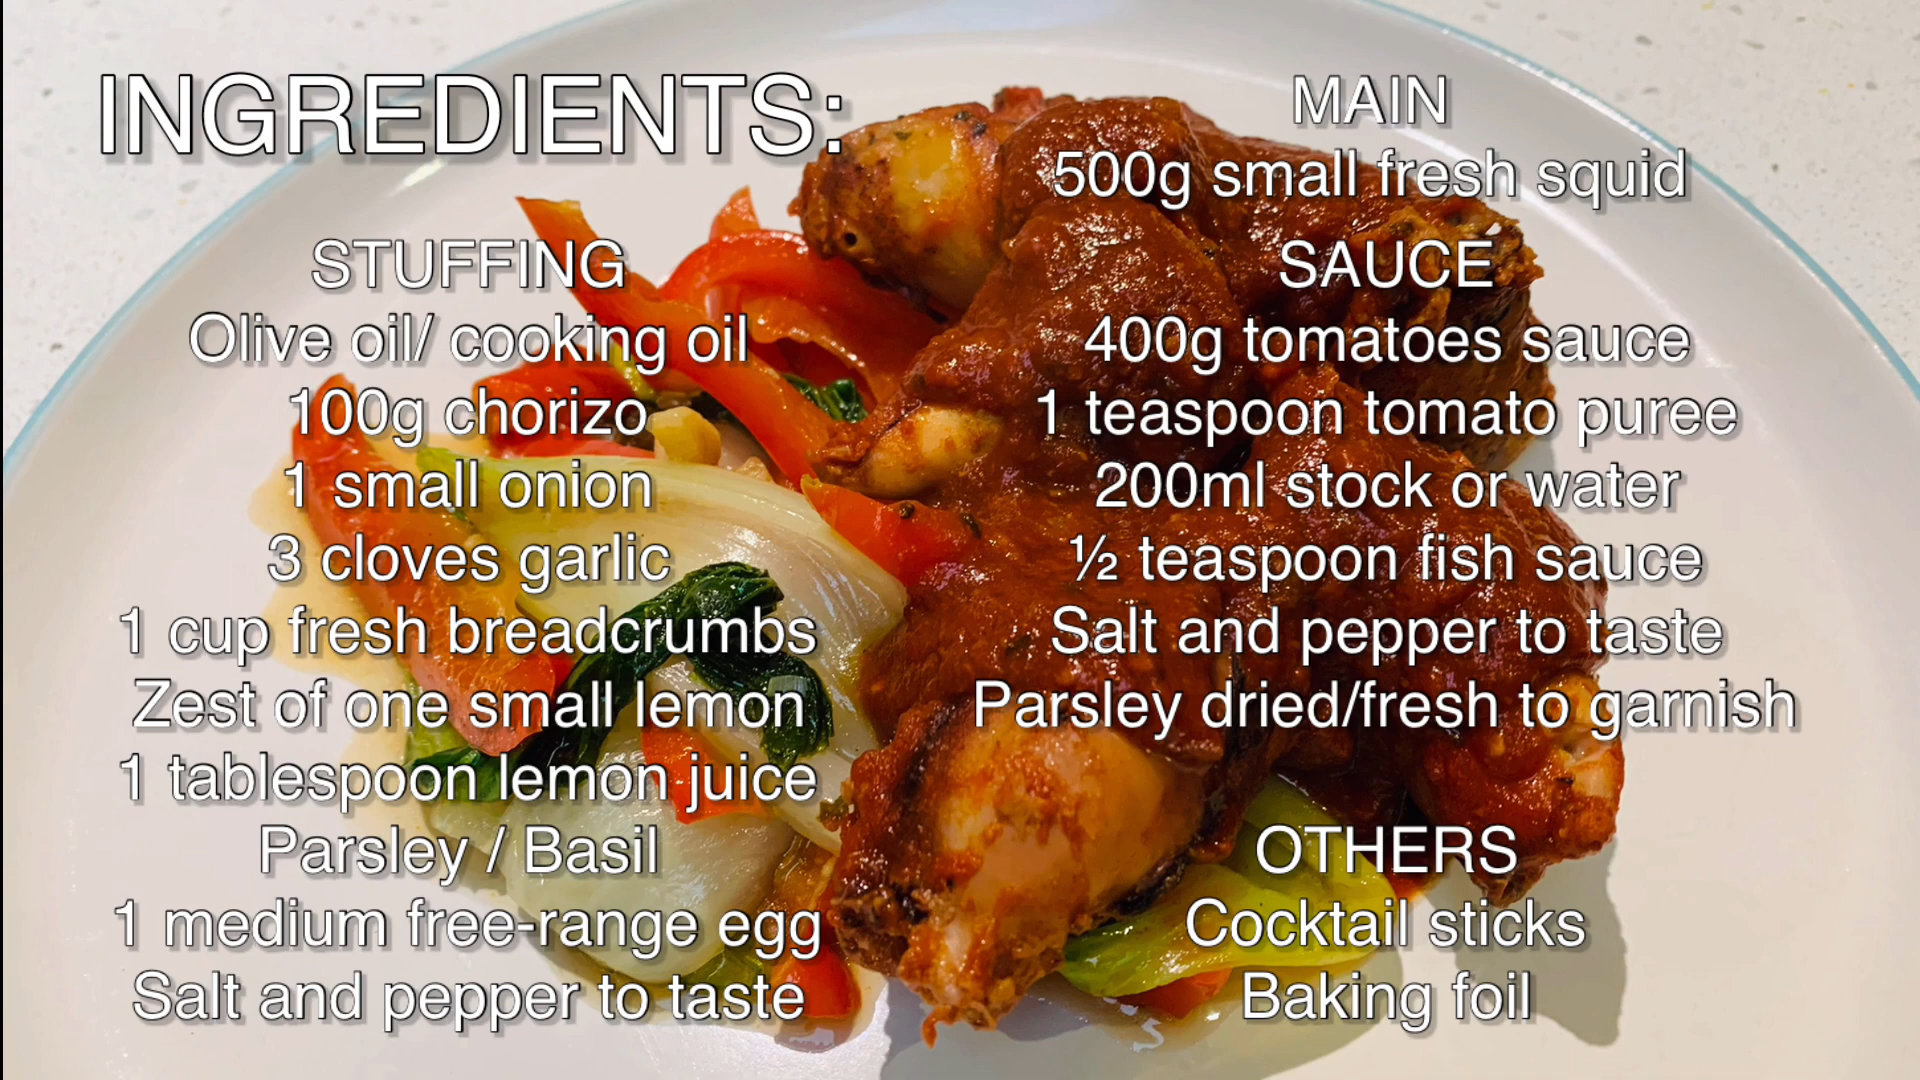 INGREDIENTS:
STUFFING
Olive oil/ cooking oil
100g chorizo
1 small onion
3 cloves garlic
1 cup fresh breadcrumbs
Zest of one small lemon
1 tablespoon lemon juice
Parsley / Basil
1 medium free-range egg
Salt and pepper to taste
MAIN
500g small fresh squid
SAUCE
400g tomatoes sauce
1 teaspoon tomato puree
200ml stock or water
½ teaspoon fish sauce
Salt and pepper to taste
Parsley dried/fresh to garnish
OTHERS
Cocktail sticks
Baking foil